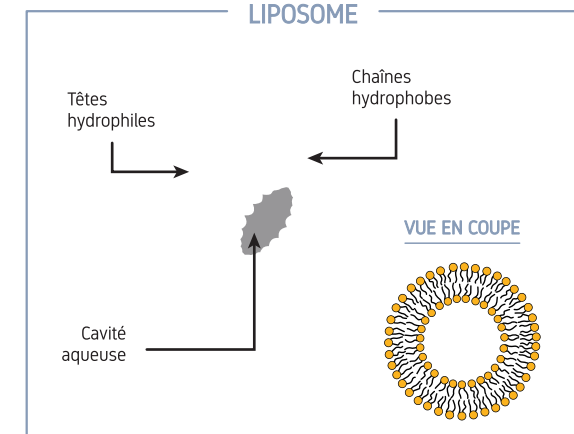 LIPOSOME
Têtes
hydrophiles
Chaînes
hydrophobes
VUE EN COUPE
Cavité
aqueuse